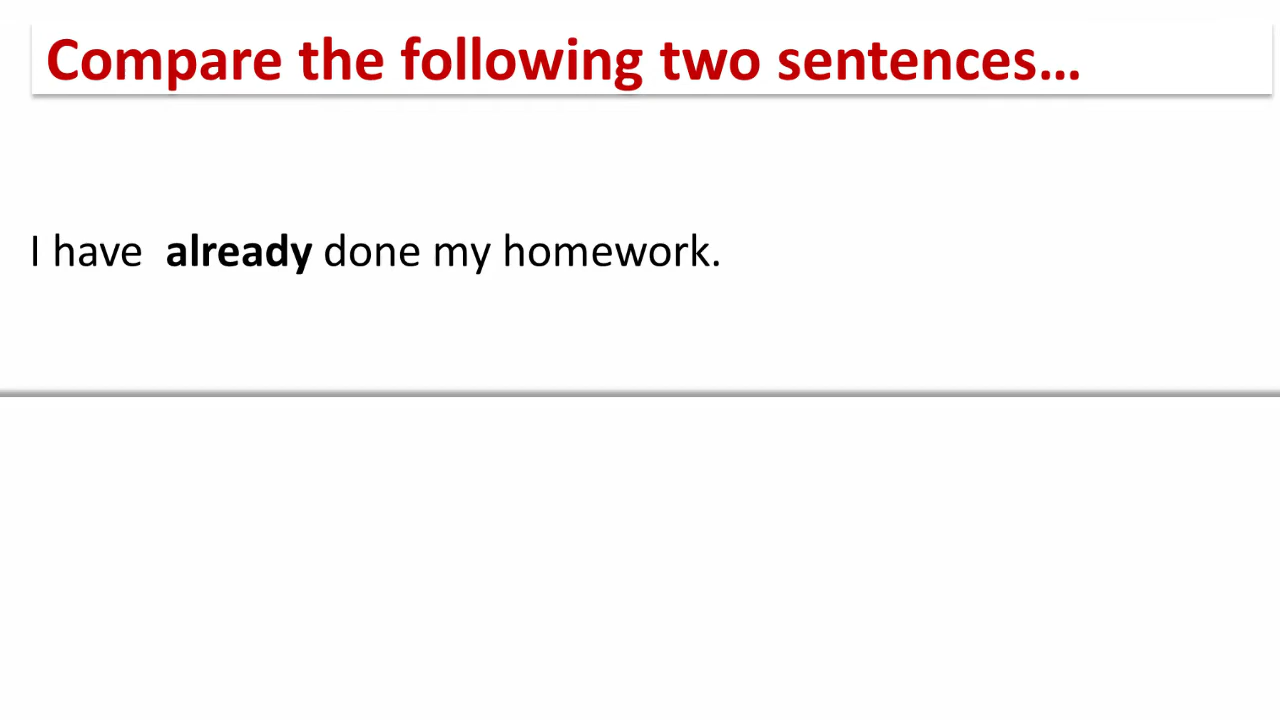 Compare the following two sentences…
I have already done my homework.